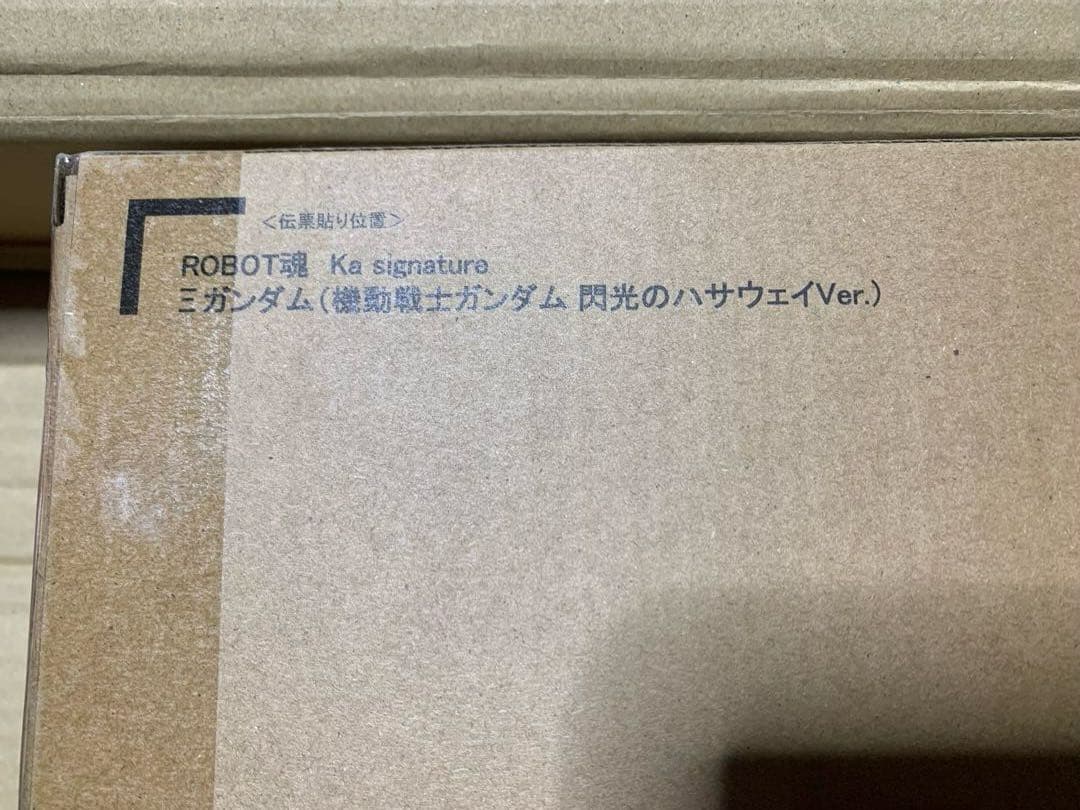 <伝票貼り位置>
ROBOT魂 Ka signature
Ξガンダム(機動戦士ガンダム 閃光のハサウェイVer.)